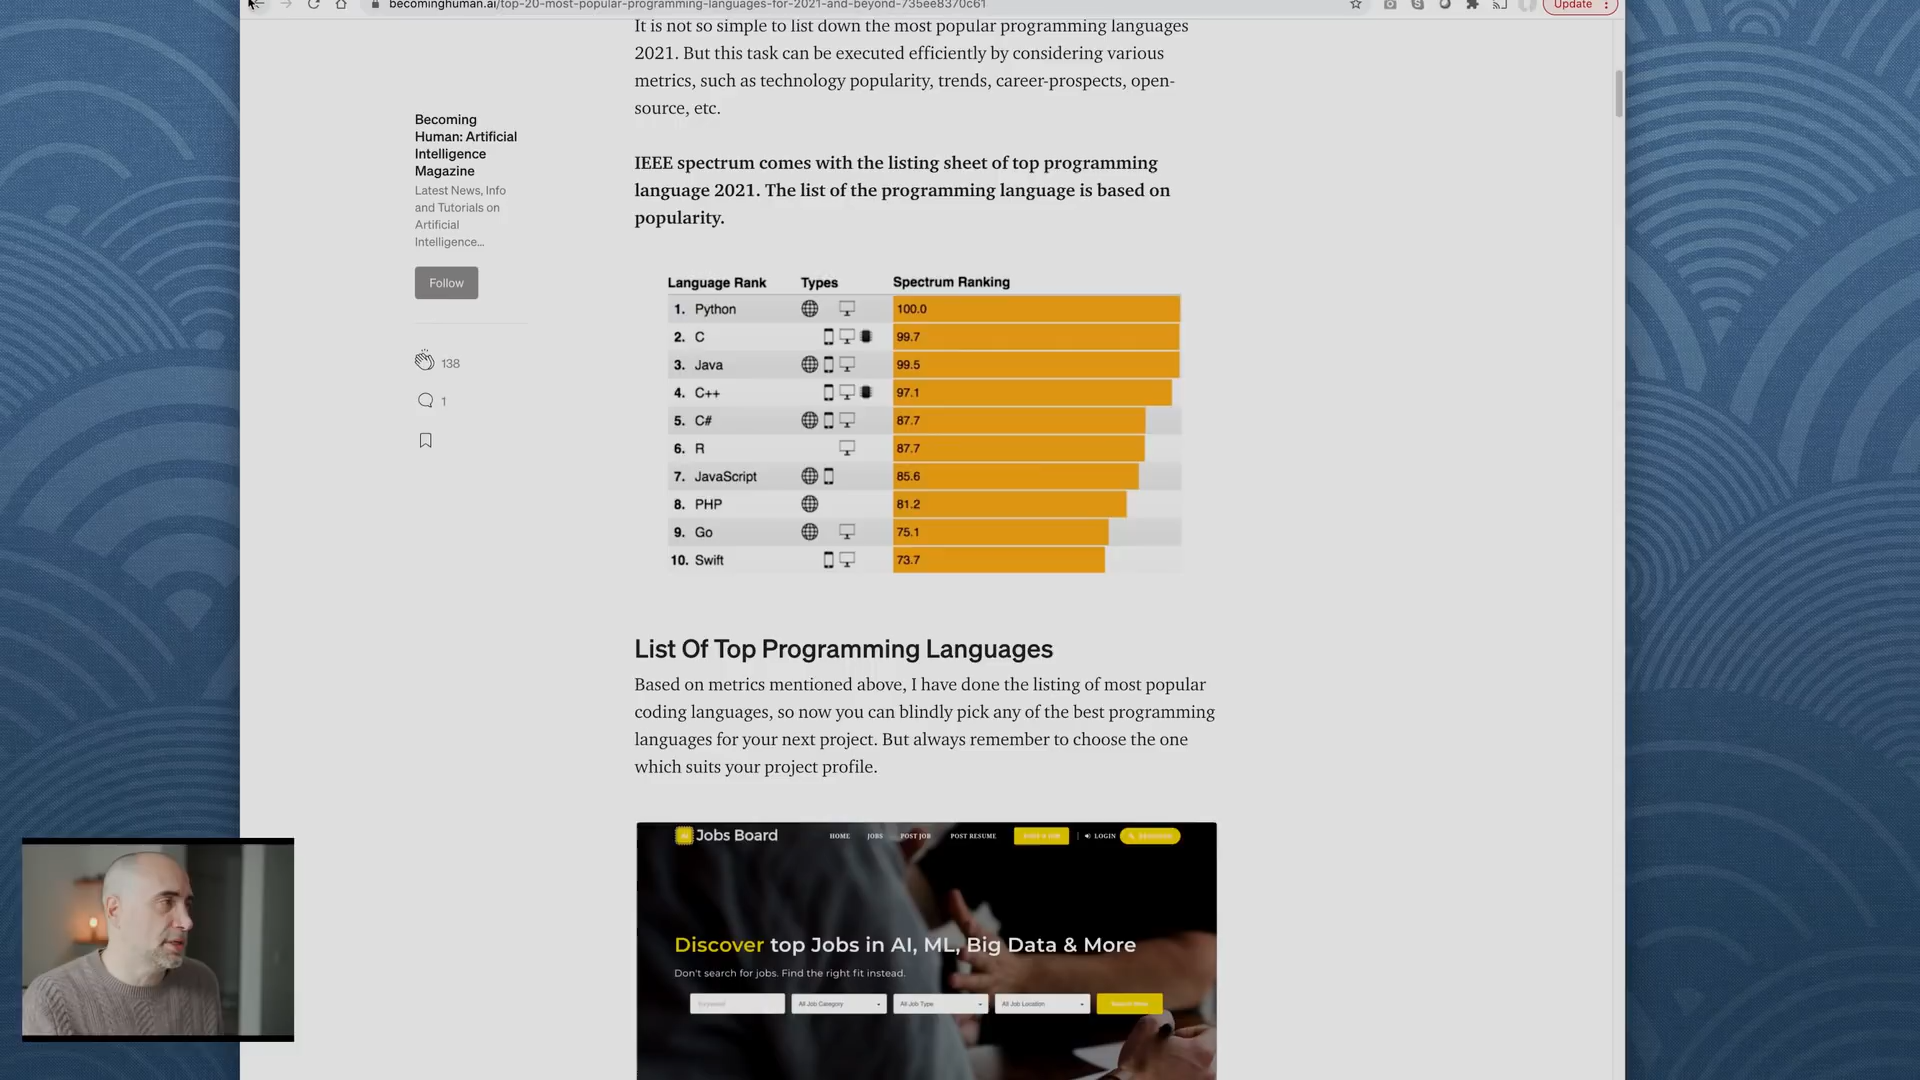 becominghuman.ai/top-20-most-popular-programming-languages-for-2021-and-beyond-735ee8370c61
Update
It is not so simple to list down the most popular programming languages
2021. But this task can be executed efficiently by considering various
metrics, such as technology popularity, trends, career-prospects, open-
source, etc.
Becoming
Human: Artificial
Intelligence
Magazine
Latest News, Info
and Tutorials on
Artificial
Intelligence...
Follow
138
1
IEEE spectrum comes with the listing sheet of top programming
language 2021. The list of the programming language is based on
popularity.
Language Rank Types Spectrum Ranking
1. Python 100.0
2. C 99.7
3. Java 99.5
4. C++ 97.1
5. C# 87.7
6. R 87.7
7. JavaScript 85.6
8. PHP 81.2
9. Go 75.1
10. Swift 73.7
List Of Top Programming Languages
Based on metrics mentioned above, I have done the listing of most popular
coding languages, so now you can blindly pick any of the best programming
languages for your next project. But always remember to choose the one
which suits your project profile.
Jobs Board HOME JOBS POST JOB POST RESUME LOGIN
Discover top Jobs in AI, ML, Big Data & More
Don't search for jobs. Find the right fit instead.
All Job Category All Job Type All Job Location